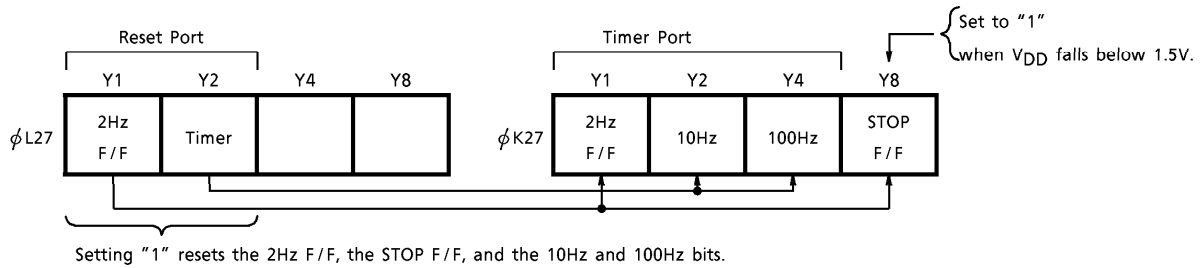 Set to "1"
when VDD falls below 1.5V.
Reset Port
Timer Port
Y1 Y2 Y4 Y8
Y1 Y2 Y4 Y8
ϕL27
2Hz F/F
Timer
ϕK27
2Hz F/F
10Hz
100Hz
STOP F/F
Setting "1" resets the 2Hz F/F, the STOP F/F, and the 10Hz and 100Hz bits.